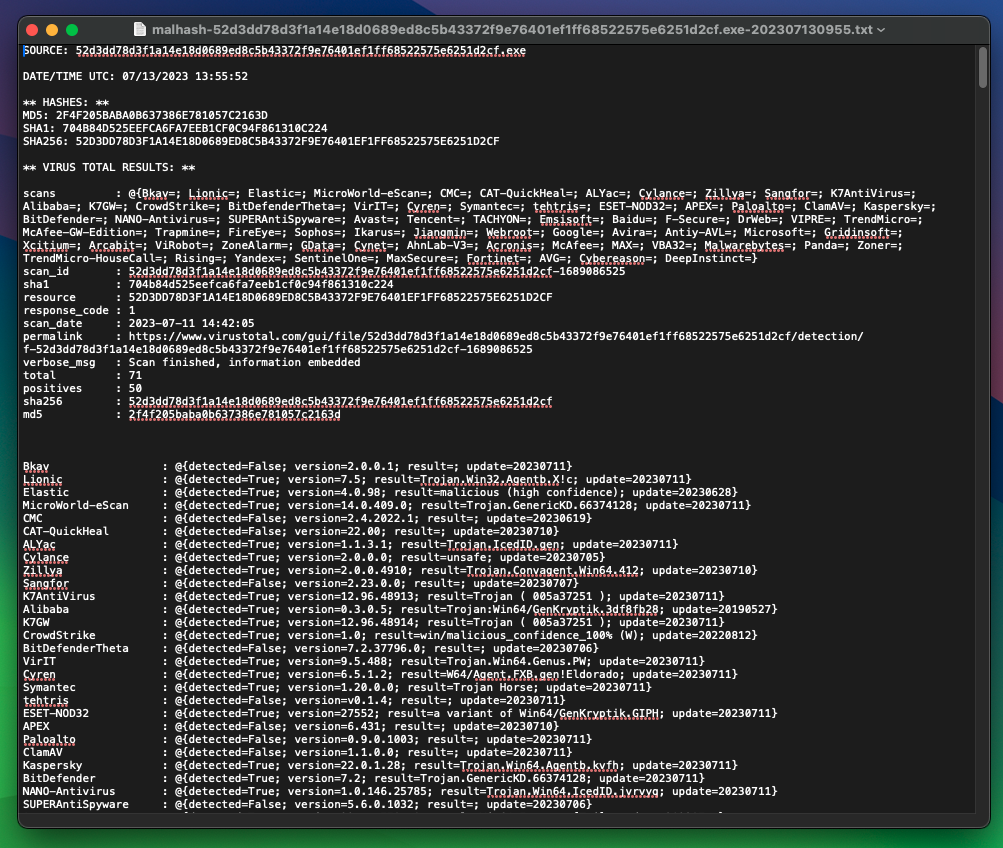 malhash-52d3dd78d3f1a14e18d0689ed8c5b43372f9e76401ef1ff68522575e6251d2cf.exe-202307130955.txt
SOURCE: 52d3dd78d3f1a14e18d0689ed8c5b43372f9e76401ef1ff68522575e6251d2cf.exe
DATE/TIME UTC: 07/13/2023 13:55:52
** HASHES: **
MD5: 2F4F205BABA0B637386E781057C2163D
SHA1: 704B84D525EEFCA6FA7EEB1CF0C94F861310C224
SHA256: 52D3DD78D3F1A14E18D0689ED8C5B43372F9E76401EF1FF68522575E6251D2CF
** VIRUS TOTAL RESULTS: **
scans : @{Bkav=; Lionic=; Elastic=; MicroWorld-eScan=; CMC=; CAT-QuickHeal=; ALYac=; Cylance=; Zillya=; Sangfor=; K7AntiVirus=;
Alibaba=; K7GW=; CrowdStrike=; BitDefenderTheta=; VirIT=; Cyren=; Symantec=; tehtris=; ESET-NOD32=; APEX=; Paloalto=; ClamAV=; Kaspersky=;
BitDefender=; NANO-Antivirus=; SUPERAntiSpyware=; Avast=; Tencent=; TACHYON=; Emsisoft=; Baidu=; F-Secure=; DrWeb=; VIPRE=; TrendMicro=;
McAfee-GW-Edition=; Trapmine=; FireEye=; Sophos=; Ikarus=; Jiangmin=; Webroot=; Google=; Avira=; Antiy-AVL=; Microsoft=; Gridinsoft=;
Xcitium=; Arcabit=; ViRobot=; ZoneAlarm=; GData=; Cynet=; AhnLab-V3=; Acronis=; McAfee=; MAX=; VBA32=; Malwarebytes=; Panda=; Zoner=;
TrendMicro-HouseCall=; Rising=; Yandex=; SentinelOne=; MaxSecure=; Fortinet=; AVG=; Cybereason=; DeepInstinct=}
scan_id : 52d3dd78d3f1a14e18d0689ed8c5b43372f9e76401ef1ff68522575e6251d2cf-1689086525
sha1 : 704b84d525eefca6fa7eeb1cf0c94f861310c224
resource : 52D3DD78D3F1A14E18D0689ED8C5B43372F9E76401EF1FF68522575E6251D2CF
response_code : 1
scan_date : 2023-07-11 14:42:05
permalink : https://www.virustotal.com/gui/file/52d3dd78d3f1a14e18d0689ed8c5b43372f9e76401ef1ff68522575e6251d2cf/detection/
f-52d3dd78d3f1a14e18d0689ed8c5b43372f9e76401ef1ff68522575e6251d2cf-1689086525
verbose_msg : Scan finished, information embedded
total : 71
positives : 50
sha256 : 52d3dd78d3f1a14e18d0689ed8c5b43372f9e76401ef1ff68522575e6251d2cf
md5 : 2f4f205baba0b637386e781057c2163d
Bkav : @{detected=False; version=2.0.0.1; result=; update=20230711}
Lionic : @{detected=True; version=7.5; result=Trojan.Win32.Agentb.X!c; update=20230711}
Elastic : @{detected=True; version=4.0.98; result=malicious (high confidence); update=20230628}
MicroWorld-eScan : @{detected=True; version=14.0.409.0; result=Trojan.GenericKD.66374128; update=20230711}
CMC : @{detected=False; version=2.4.2022.1; result=; update=20230619}
CAT-QuickHeal : @{detected=False; version=22.00; result=; update=20230710}
ALYac : @{detected=True; version=1.1.3.1; result=Trojan.IcedID.gen; update=20230711}
Cylance : @{detected=True; version=2.0.0.0; result=unsafe; update=20230705}
Zillya : @{detected=True; version=2.0.0.4910; result=Trojan.Convagent.Win64.412; update=20230710}
Sangfor : @{detected=False; version=2.23.0.0; result=; update=20230707}
K7AntiVirus : @{detected=True; version=12.96.48913; result=Trojan ( 005a37251 ); update=20230711}
Alibaba : @{detected=True; version=0.3.0.5; result=Trojan:Win64/GenKryptik.3df8fb28; update=20190527}
K7GW : @{detected=True; version=12.96.48914; result=Trojan ( 005a37251 ); update=20230711}
CrowdStrike : @{detected=True; version=1.0; result=win/malicious_confidence_100% (W); update=20220812}
BitDefenderTheta : @{detected=False; version=7.2.37796.0; result=; update=20230706}
VirIT : @{detected=True; version=9.5.488; result=Trojan.Win64.Genus.PW; update=20230711}
Cyren : @{detected=True; version=6.5.1.2; result=W64/Agent.FXB.gen!Eldorado; update=20230711}
Symantec : @{detected=True; version=1.20.0.0; result=Trojan Horse; update=20230711}
tehtris : @{detected=False; version=v0.1.4; result=; update=20230711}
ESET-NOD32 : @{detected=True; version=27552; result=a variant of Win64/GenKryptik.GIPH; update=20230711}
APEX : @{detected=False; version=6.431; result=; update=20230710}
Paloalto : @{detected=False; version=0.9.0.1003; result=; update=20230711}
ClamAV : @{detected=False; version=1.1.0.0; result=; update=20230711}
Kaspersky : @{detected=True; version=22.0.1.28; result=Trojan.Win64.Agentb.kvfh; update=20230711}
BitDefender : @{detected=True; version=7.2; result=Trojan.GenericKD.66374128; update=20230711}
NANO-Antivirus : @{detected=True; version=1.0.146.25785; result=Trojan.Win64.IcedID.jvryvq; update=20230711}
SUPERAntiSpyware : @{detected=False; version=5.6.0.1032; result=; update=20230706}